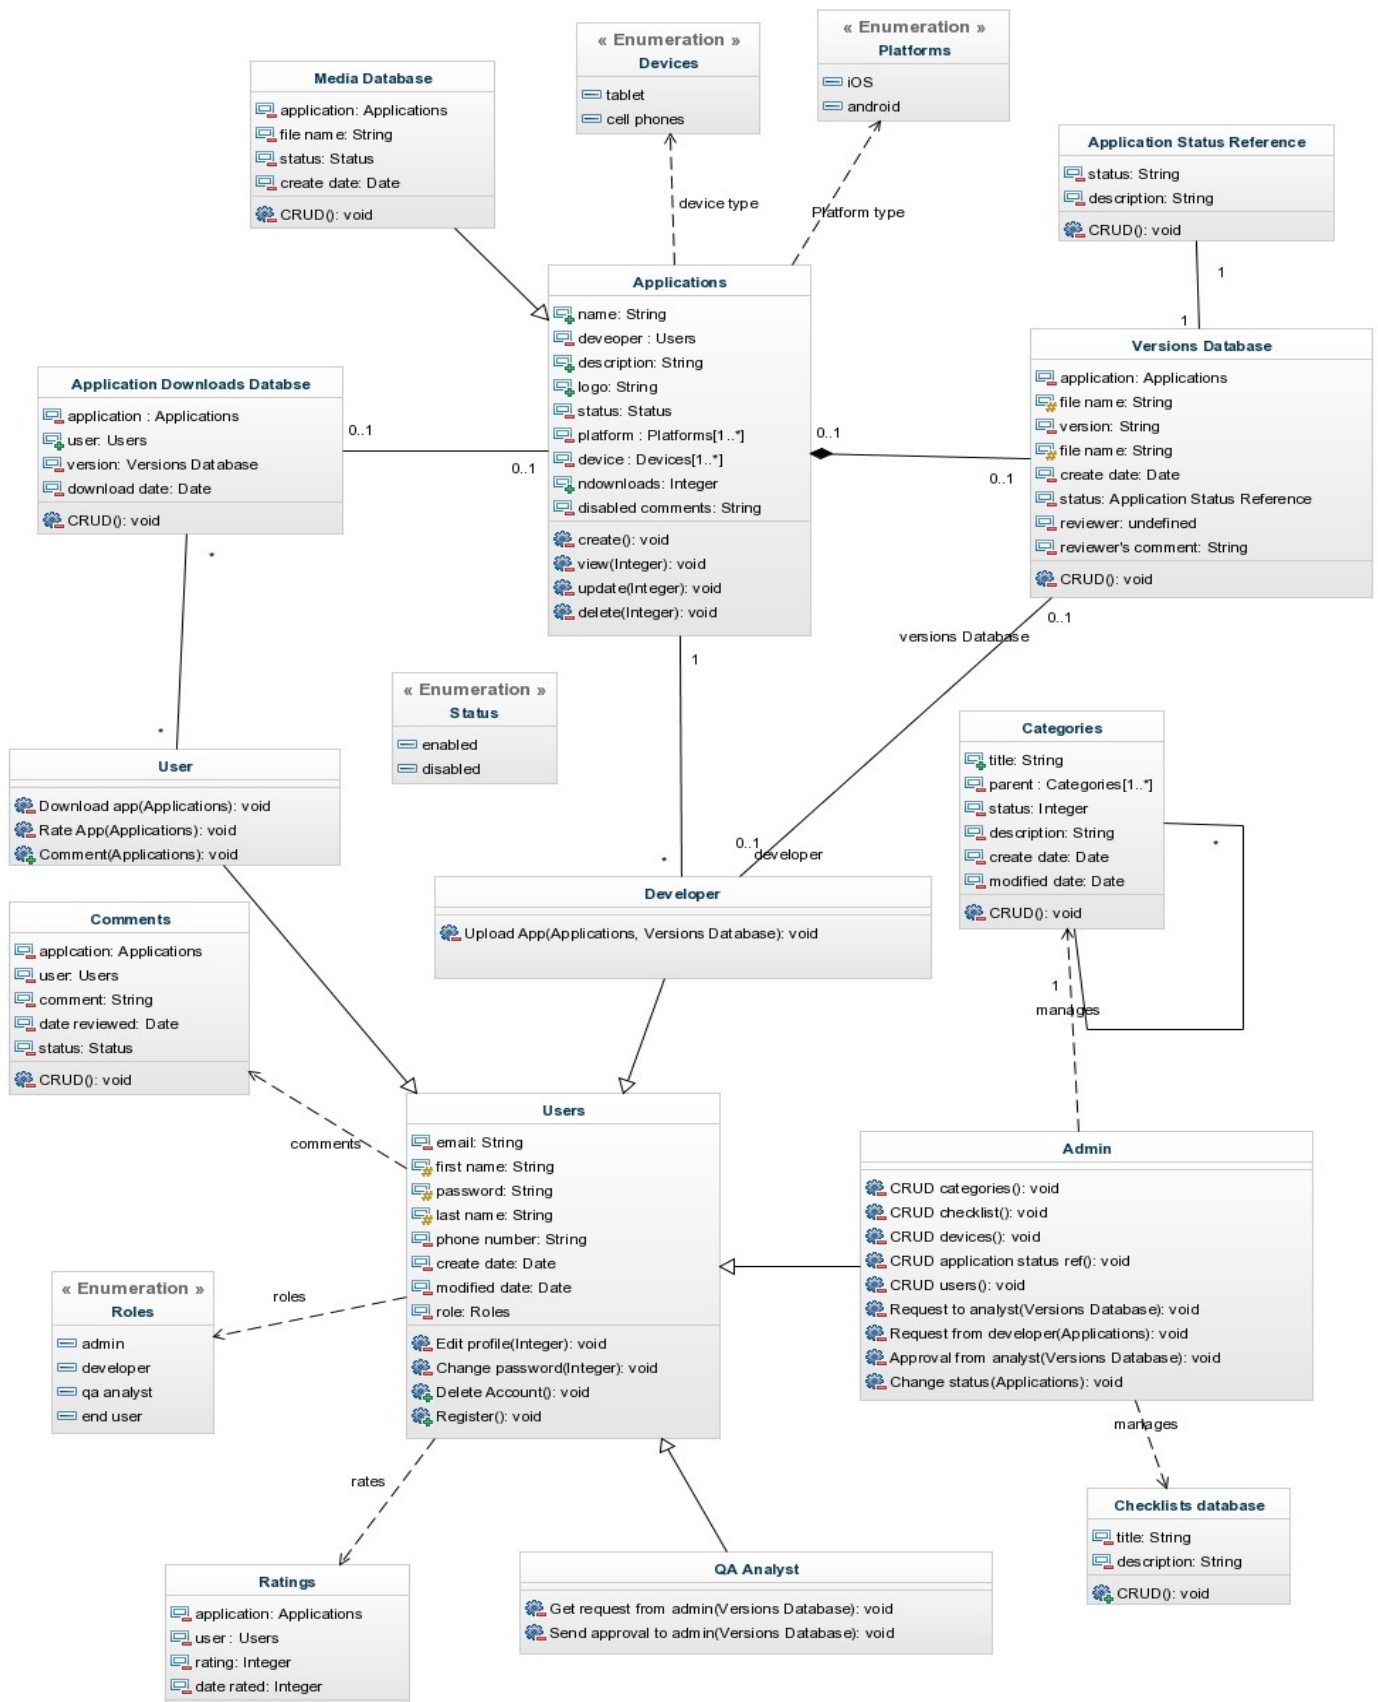 « Enumeration »
Devices
tablet
cell phones
« Enumeration »
Platforms
iOS
android
Media Database
application: Applications
file name: String
status: Status
create date: Date
CRUD(): void
Application Status Reference
status: String
description: String
CRUD(): void
device type
Platform type
1
1
Applications
name: String
deveoper : Users
description: String
logo: String
status: Status
platform : Platforms[1..*]
device : Devices[1..*]
ndownloads: Integer
disabled comments: String
create(): void
view(Integer): void
update(Integer): void
delete(Integer): void
Versions Database
application: Applications
file name: String
version: String
file name: String
create date: Date
status: Application Status Reference
reviewer: undefined
reviewer's comment: String
CRUD(): void
Application Downloads Databse
application : Applications
user: Users
version: Versions Database
download date: Date
CRUD(): void
0..1
0..1
0..1
0..1
*
*
1
*
0..1
versions Database
0..1
developer
« Enumeration »
Status
enabled
disabled
User
Download app(Applications): void
Rate App(Applications): void
Comment(Applications): void
Categories
title: String
parent : Categories[1..*]
status: Integer
description: String
create date: Date
modified date: Date
CRUD(): void
*
1
manages
Developer
Upload App(Applications, Versions Database): void
Comments
applcation: Applications
user: Users
comment: String
date reviewed: Date
status: Status
CRUD(): void
comments
Users
email: String
first name: String
password: String
last name: String
phone number: String
create date: Date
modified date: Date
role: Roles
Edit profile(Integer): void
Change password(Integer): void
Delete Account(): void
Register(): void
Admin
CRUD categories(): void
CRUD checklist(): void
CRUD devices(): void
CRUD application status ref(): void
CRUD users(): void
Request to analyst(Versions Database): void
Request from developer(Applications): void
Approval from analyst(Versions Database): void
Change status(Applications): void
« Enumeration »
Roles
admin
developer
qa analyst
end user
roles
rates
manages
Checklists database
title: String
description: String
CRUD(): void
Ratings
application: Applications
user : Users
rating: Integer
date rated: Integer
QA Analyst
Get request from admin(Versions Database): void
Send approval to admin(Versions Database): void